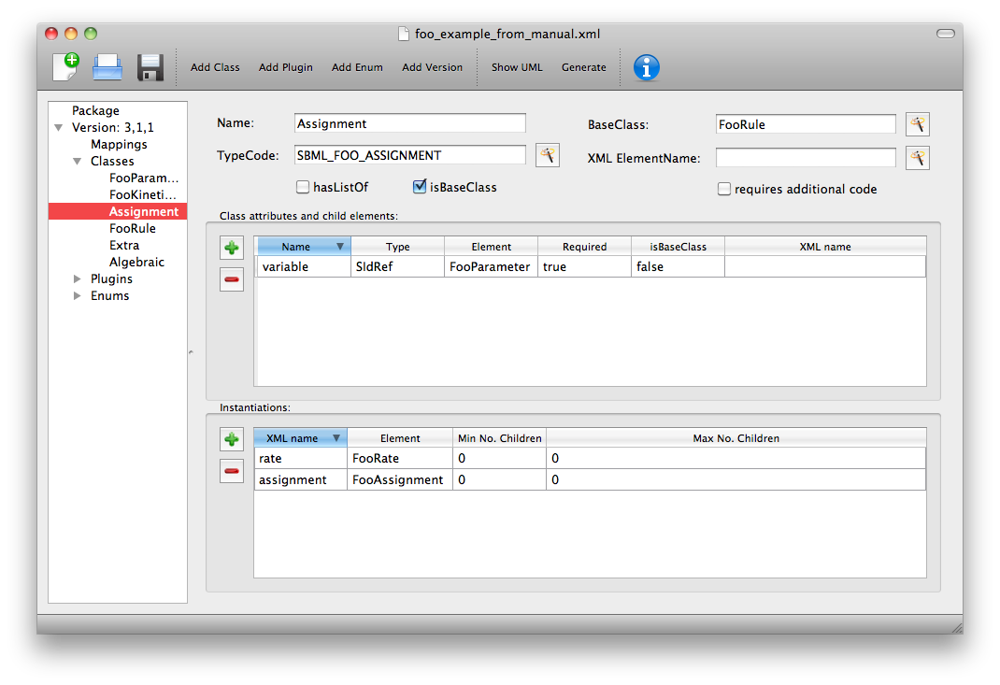 foo_example_from_manual.xml
Add Class Add Plugin Add Enum Add Version Show UML Generate
Package
Version: 3,1,1
Mappings
Classes
FooParam...
FooKineti...
Assignment
FooRule
Extra
Algebraic
Plugins
Enums
Name: Assignment BaseClass: FooRule
TypeCode: SBML_FOO_ASSIGNMENT XML ElementName:
hasListOf isBaseClass requires additional code
Class attributes and child elements:
Name Type Element Required isBaseClass XML name
variable SIdRef FooParameter true false
Instantiations:
XML name Element Min No. Children Max No. Children
rate FooRate 0 0
assignment FooAssignment 0 0